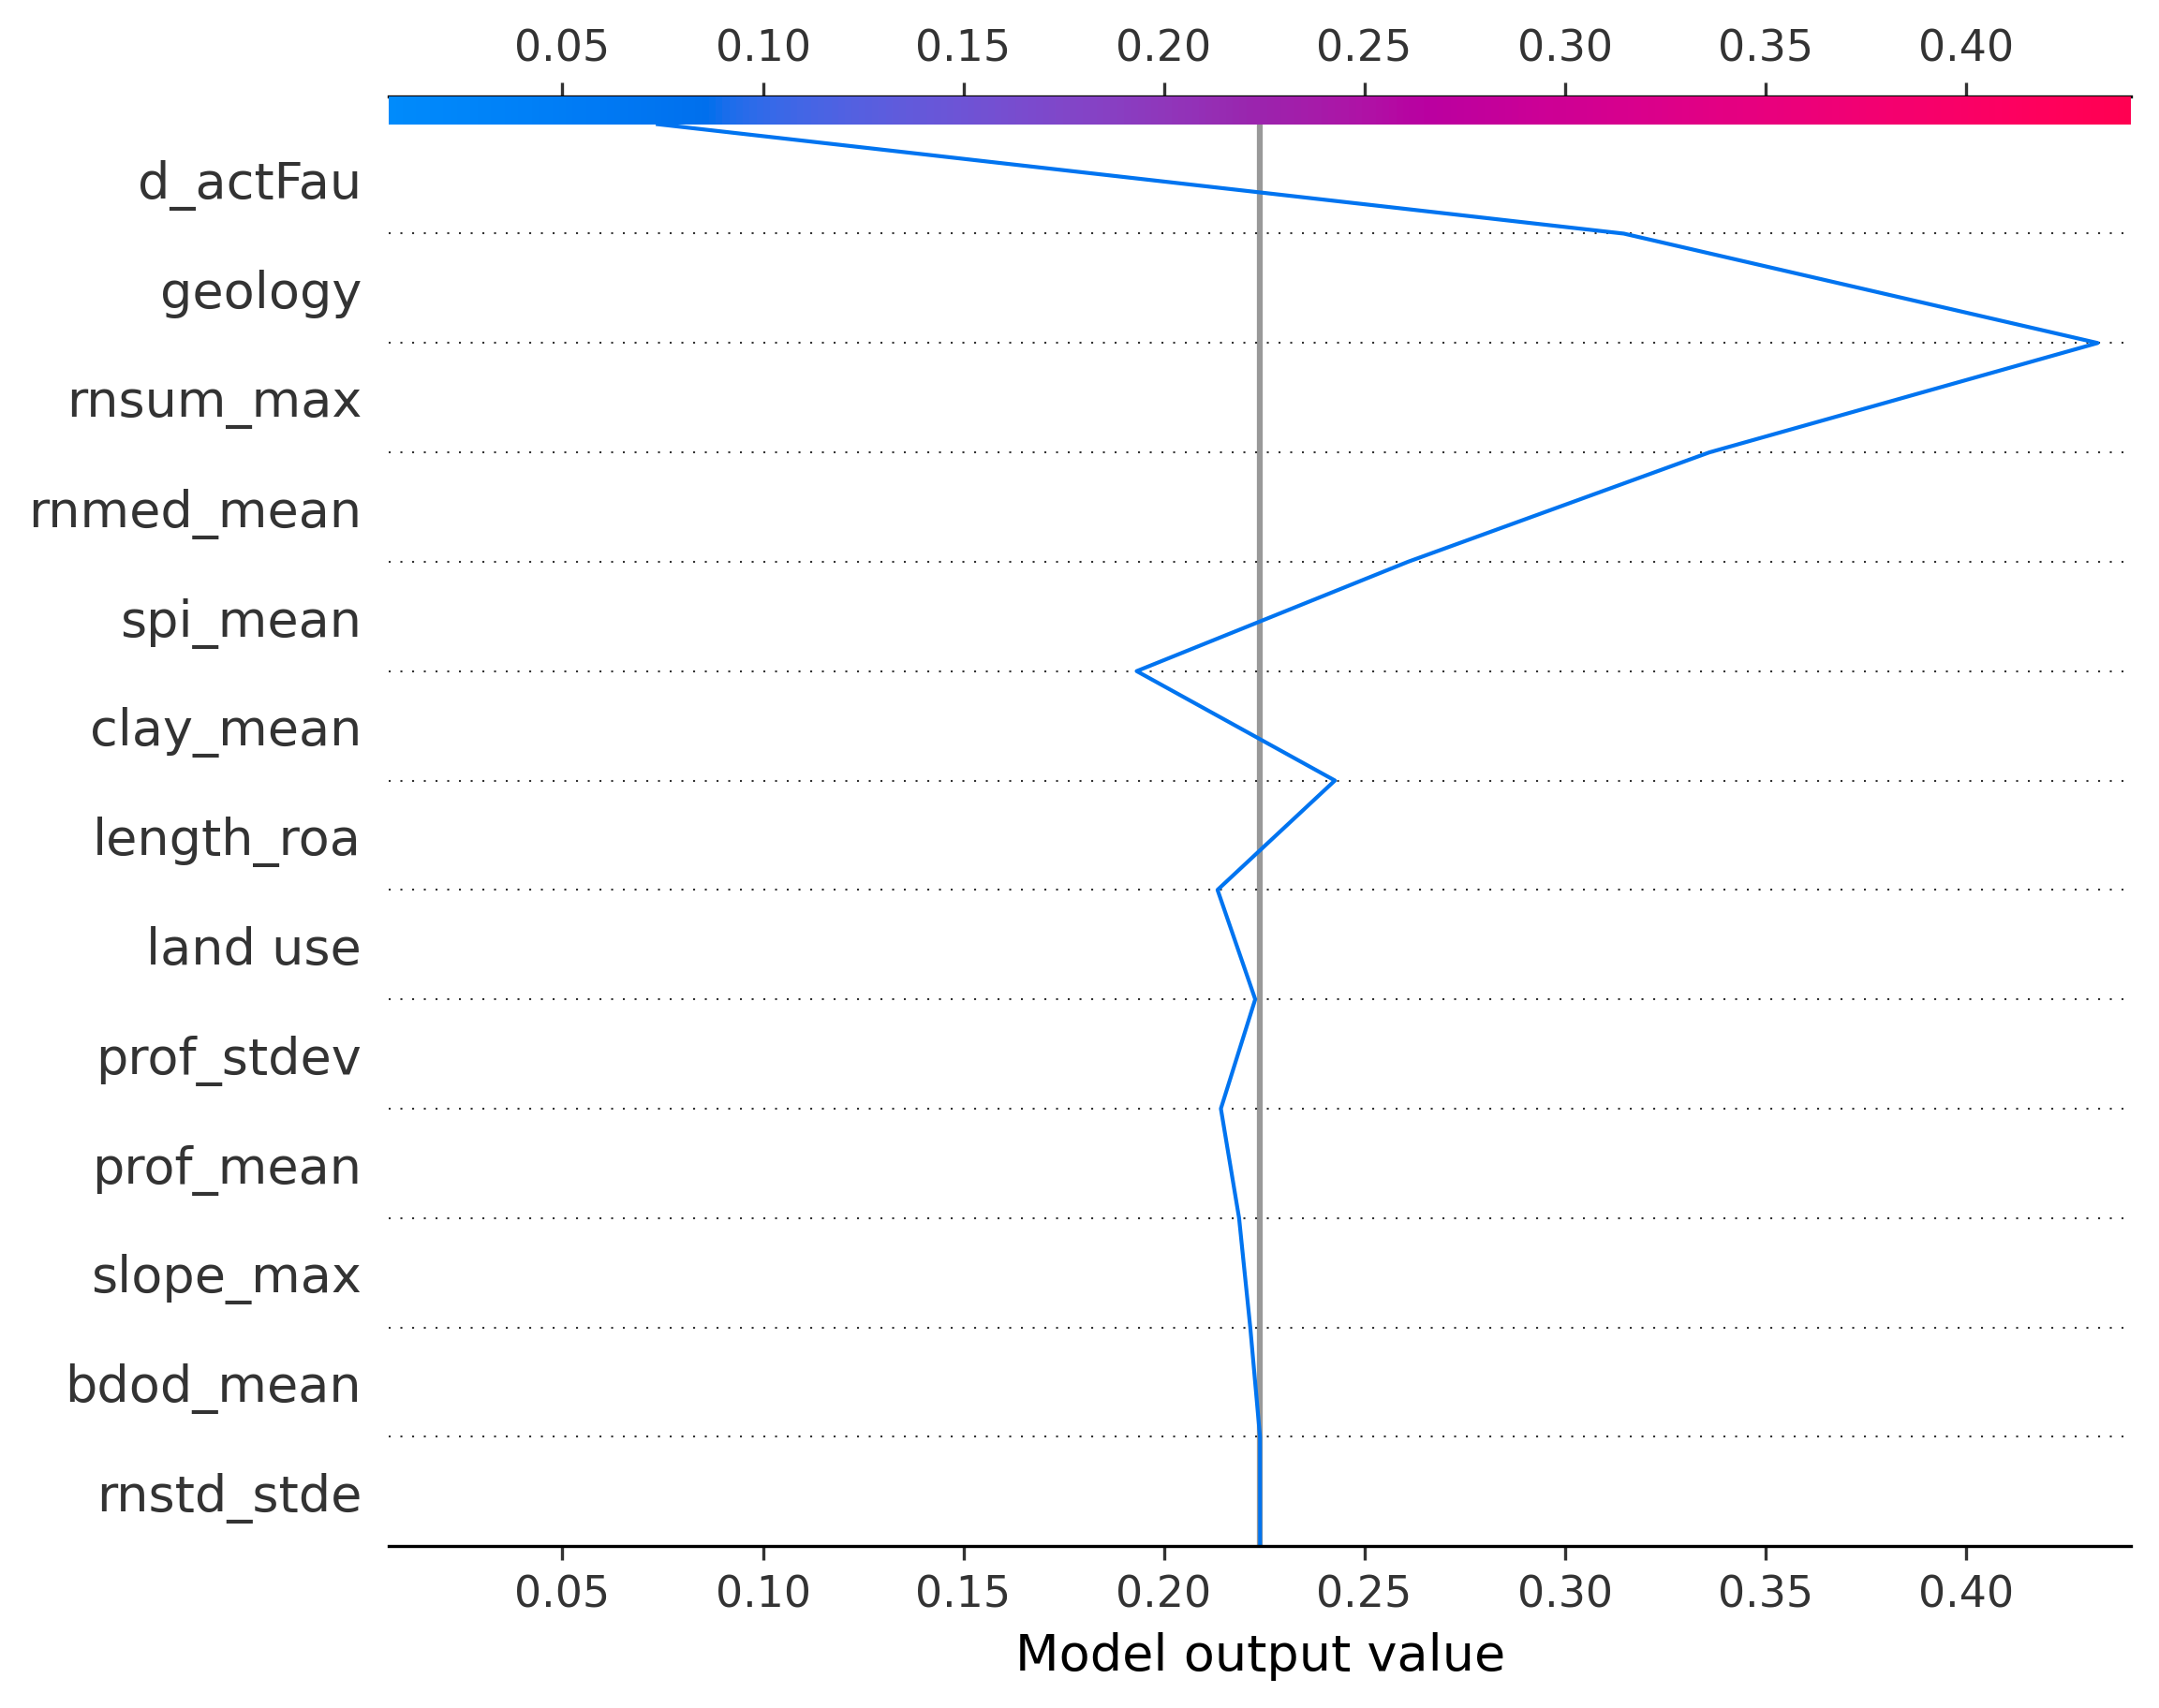 0.05 0.10 0.15 0.20 0.25 0.30 0.35 0.40
d_actFau
geology
rnsum_max
rnmed_mean
spi_mean
clay_mean
length_roa
land use
prof_stdev
prof_mean
slope_max
bdod_mean
rnstd_stde
0.05 0.10 0.15 0.20 0.25 0.30 0.35 0.40
Model output value